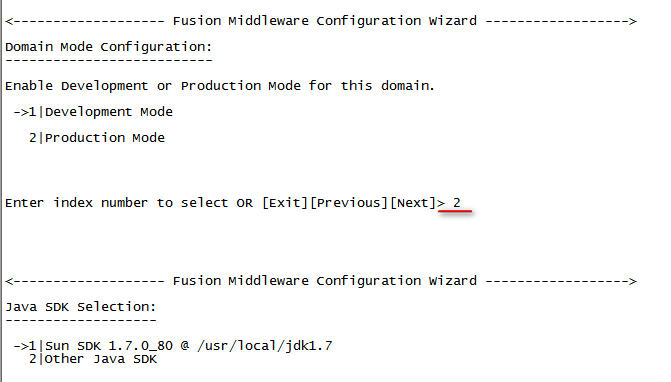 <------------------- Fusion Middleware Configuration Wizard ------------------>
Domain Mode Configuration:
--------------------------
Enable Development or Production Mode for this domain.
->1|Development Mode
2|Production Mode
Enter index number to select OR [Exit][Previous][Next]> 2
<------------------- Fusion Middleware Configuration Wizard ------------------>
Java SDK Selection:
-------------------
->1|Sun SDK 1.7.0_80 @ /usr/local/jdk1.7
2|Other Java SDK